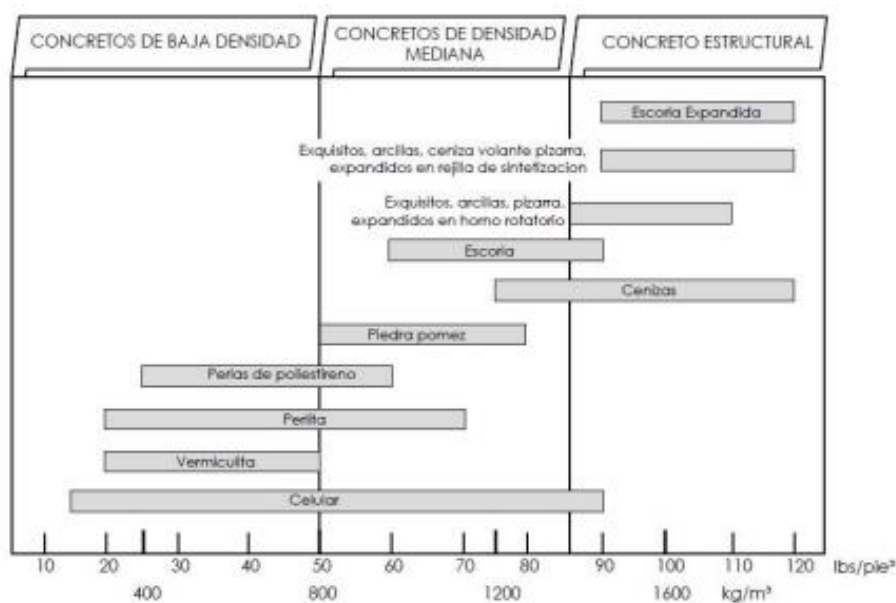 CONCRETOS DE BAJA DENSIDAD
CONCRETOS DE DENSIDAD
MEDIANA
CONCRETO ESTRUCTURAL
Escoria Expandida
Exquisitos, arcillas, ceniza volante pizarra,
expandidos en rejilla de sintetizacion
Exquisitos, arcillas, pizarra,
expandidos en horno rotatorio
Escoria
Cenizas
Piedra pomez
Perlas de poliestireno
Perlita
Vermiculita
Celular
10 20 30 40 50 60 70 80 90 100 110 120 lbs/pie³
400 800 1200 1600 kg/m³